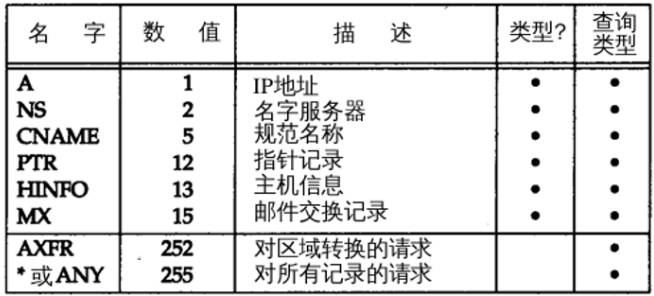 名 字 数 值 描 述 类型? 查询类型
A 1 IP地址 • •
NS 2 名字服务器 • •
CNAME 5 规范名称 • •
PTR 12 指针记录 • •
HINFO 13 主机信息 • •
MX 15 邮件交换记录 • •
AXFR 252 对区域转换的请求 •
* 或ANY 255 对所有记录的请求 •